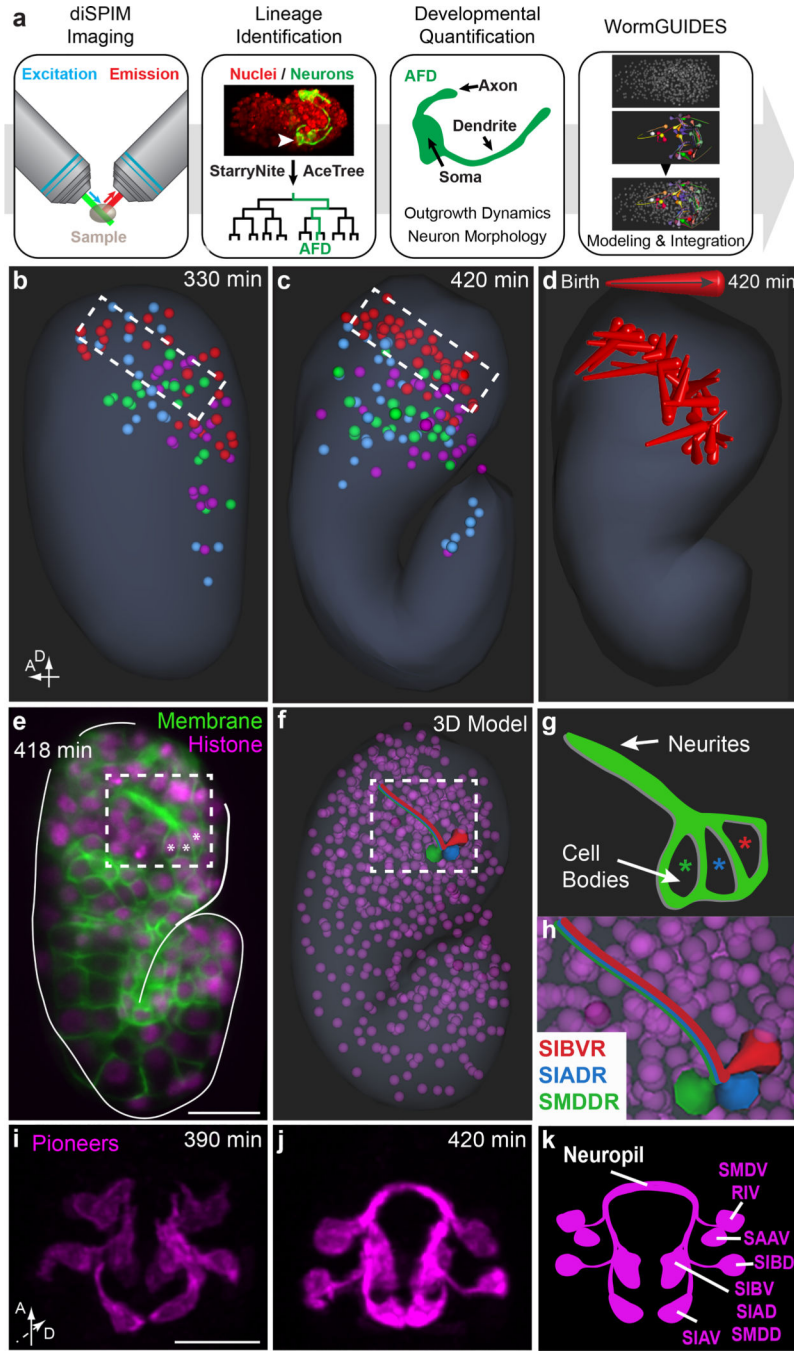 a
diSPIM
Imaging
Lineage
Identification
Developmental
Quantification
WormGUIDES
Excitation
Emission
Sample
Nuclei / Neurons
StarryNite
AceTree
AFD
AFD
Axon
Dendrite
Soma
Outgrowth Dynamics
Neuron Morphology
Modeling & Integration
b
330 min
A
D
c
420 min
d
Birth
420 min
e
Membrane
Histone
418 min
* * *
f
3D Model
g
Neurites
Cell
Bodies
* * *
h
SIBVR
SIADR
SMDDR
i
Pioneers
390 min
A
D
j
420 min
k
Neuropil
SMDV
RIV
SAAV
SIBD
SIBV
SIAD
SIAV
SMDD